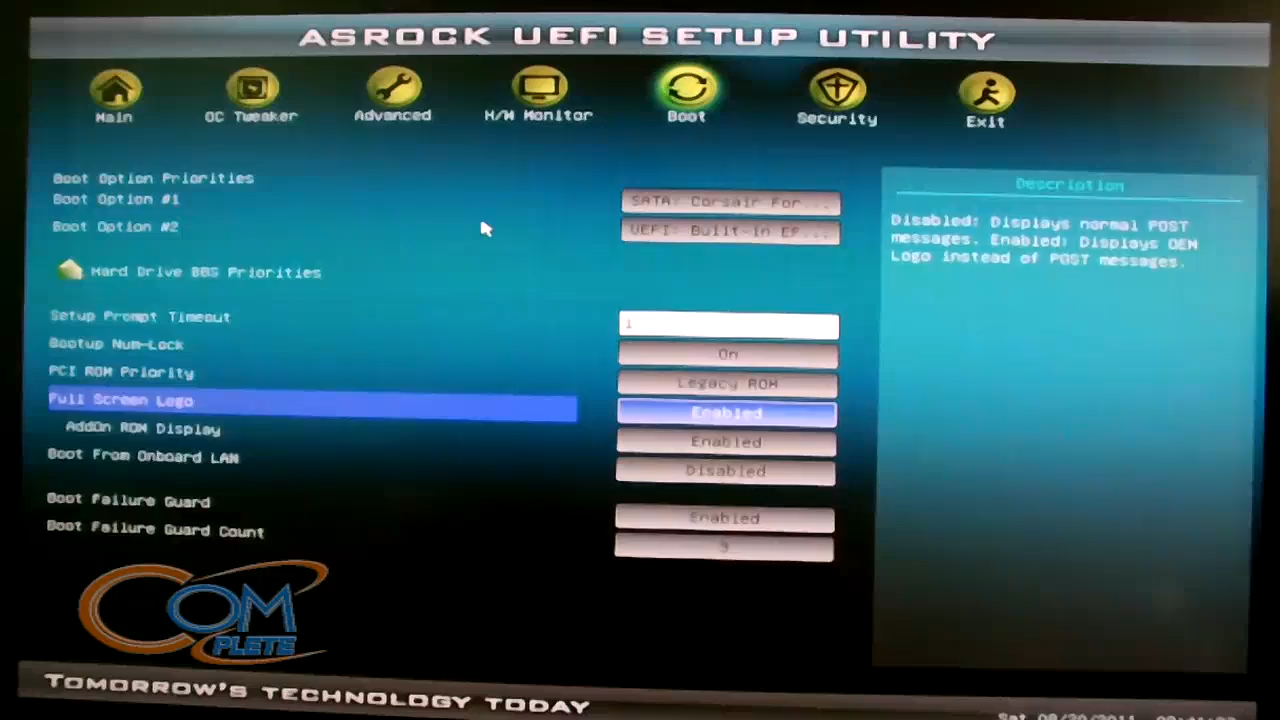 ASROCK UEFI SETUP UTILITY
Main OC Tweaker Advanced H/W Monitor Boot Security Exit
Boot Option Priorities
Boot Option #1 SATA: Corsair For...
Boot Option #2 UEFI: Built-in EF...
Hard Drive BBS Priorities
Setup Prompt Timeout 1
Bootup Num-Lock On
PCI ROM Priority Legacy ROM
Full Screen Logo Enabled
AddOn ROM Display Enabled
Boot From Onboard LAN Disabled
Boot Failure Guard Enabled
Boot Failure Guard Count 3
Description
Disabled: Displays normal POST
messages. Enabled: Displays OEM
Logo instead of POST messages.
COM
PLETE
TOMORROW'S TECHNOLOGY TODAY
Sat